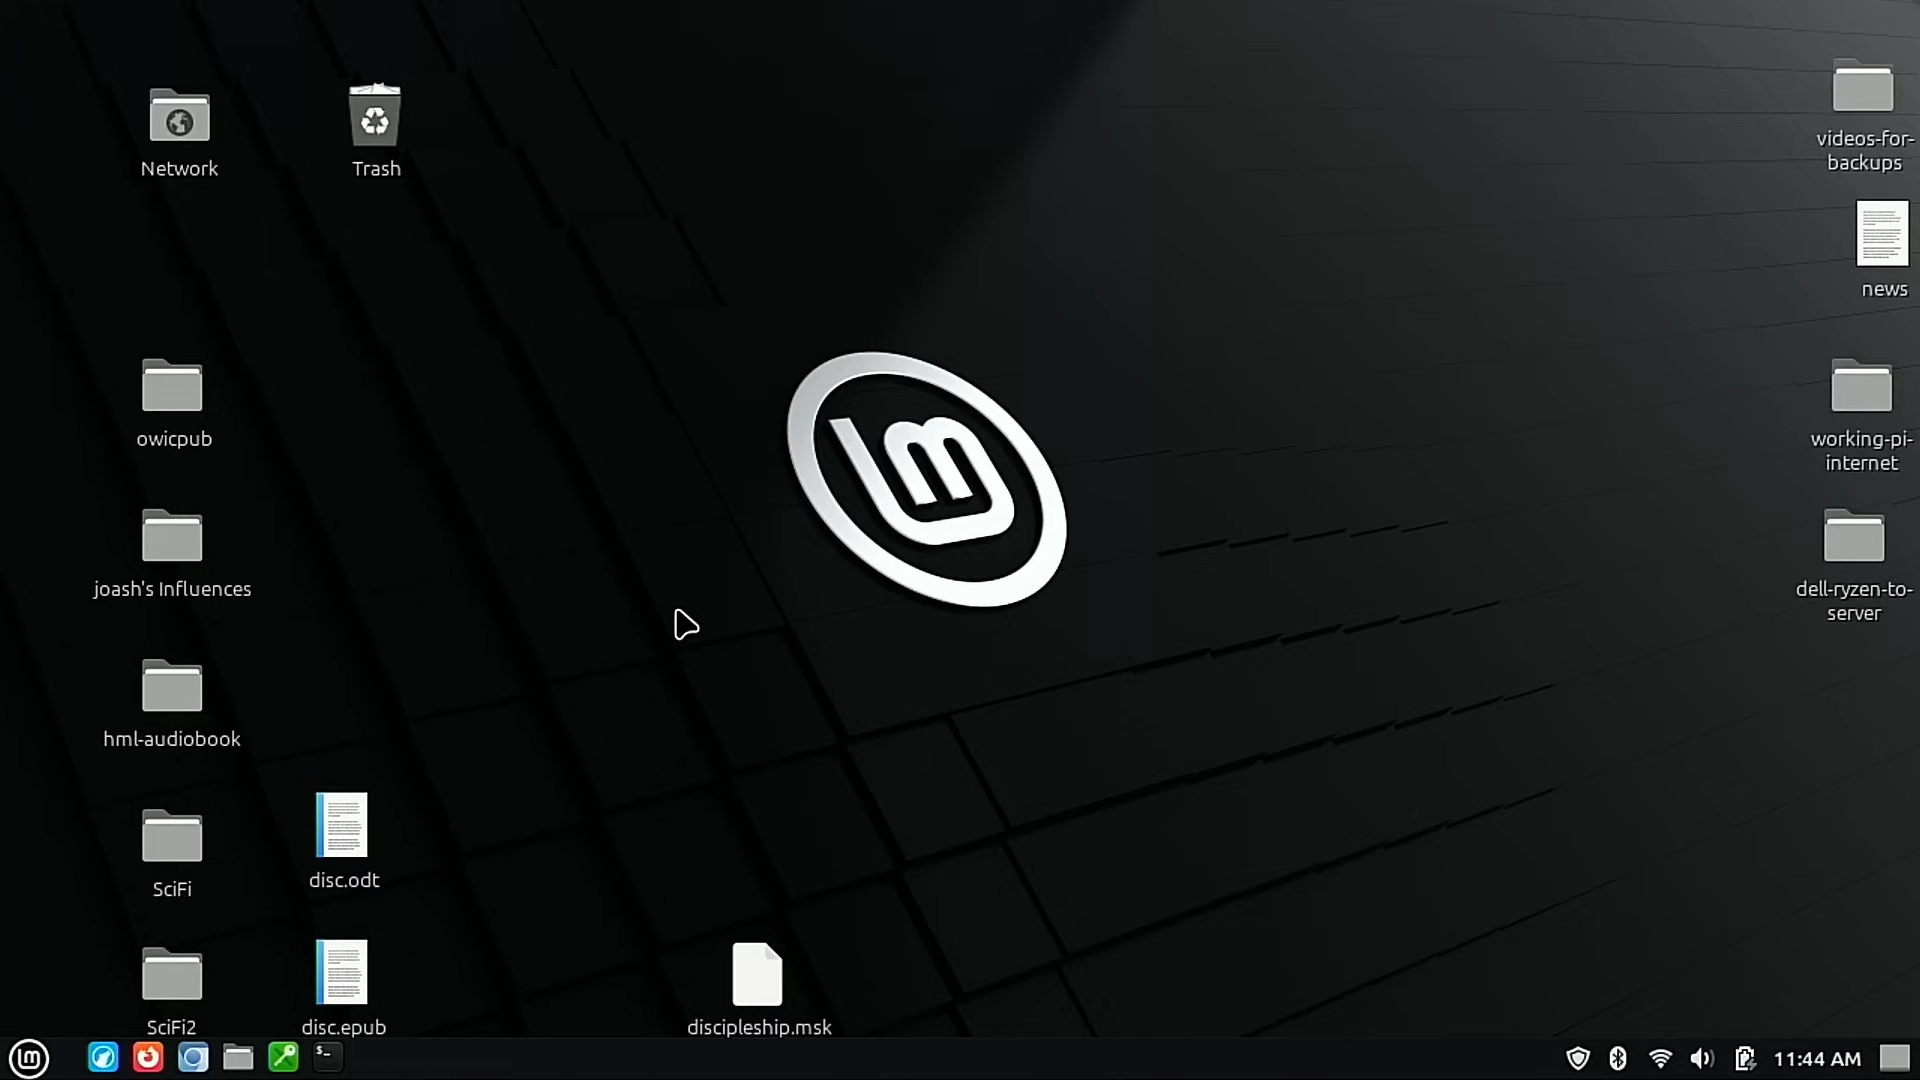 Network
Trash
videos-for-
backups
news
owicpub
working-pi-
internet
joash's Influences
dell-ryzen-to-
server
hml-audiobook
SciFi
disc.odt
SciFi2
disc.epub
discipleship.msk
11:44 AM